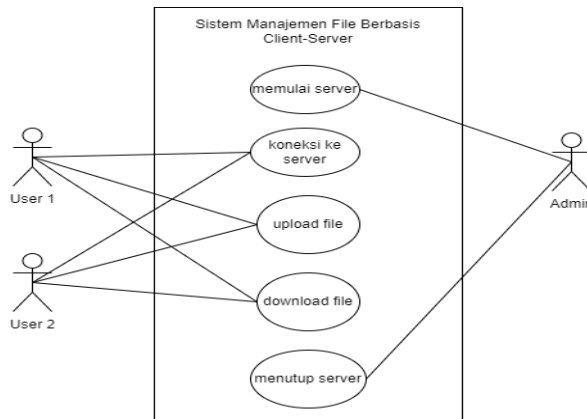 Sistem Manajemen File Berbasis
Client-Server
memulai server
koneksi ke
server
User 1
Admin
upload file
User 2
download file
menutup server